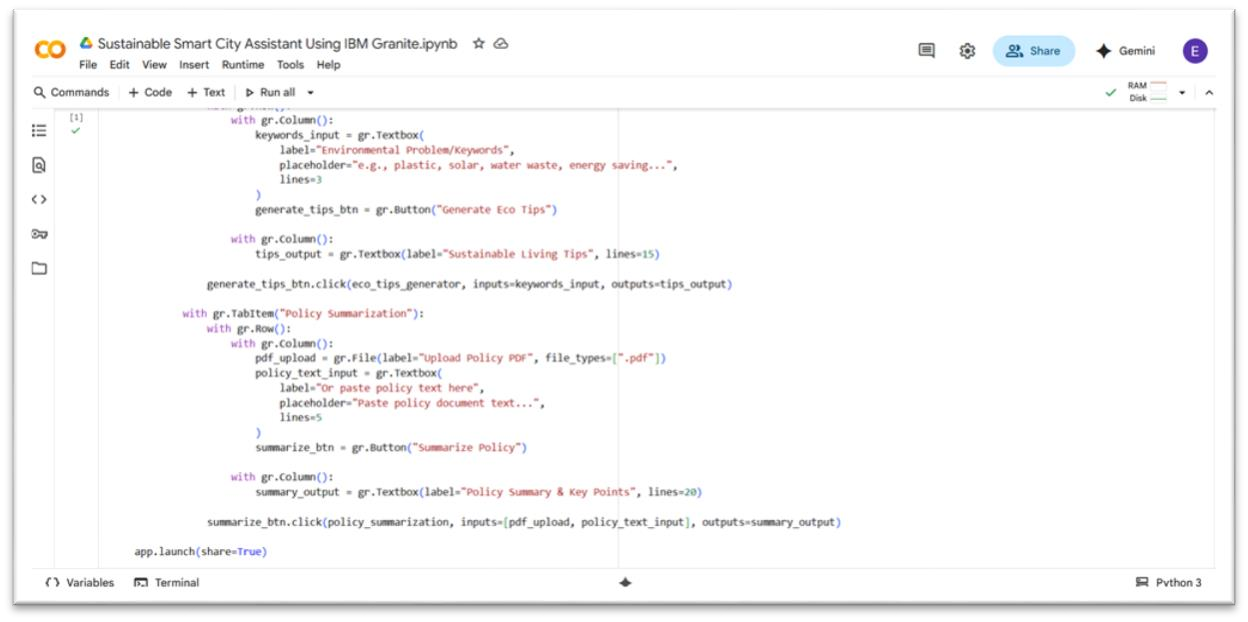 Sustainable Smart City Assistant Using IBM Granite.ipynb
File Edit View Insert Runtime Tools Help
Share
Gemini
E
Commands + Code + Text Run all
RAM
Disk
[1]
with gr.Column():
keywords_input = gr.Textbox(
label="Environmental Problem/Keywords",
placeholder="e.g., plastic, solar, water waste, energy saving...",
lines=3
)
generate_tips_btn = gr.Button("Generate Eco Tips")
with gr.Column():
tips_output = gr.Textbox(label="Sustainable Living Tips", lines=15)
generate_tips_btn.click(eco_tips_generator, inputs=keywords_input, outputs=tips_output)
with gr.TabItem("Policy Summarization"):
with gr.Row():
with gr.Column():
pdf_upload = gr.File(label="Upload Policy PDF", file_types=[".pdf"])
policy_text_input = gr.Textbox(
label="Or paste policy text here",
placeholder="Paste policy document text...",
lines=5
)
summarize_btn = gr.Button("Summarize Policy")
with gr.Column():
summary_output = gr.Textbox(label="Policy Summary & Key Points", lines=20)
summarize_btn.click(policy_summarization, inputs=[pdf_upload, policy_text_input], outputs=summary_output)
app.launch(share=True)
Variables Terminal
Python 3